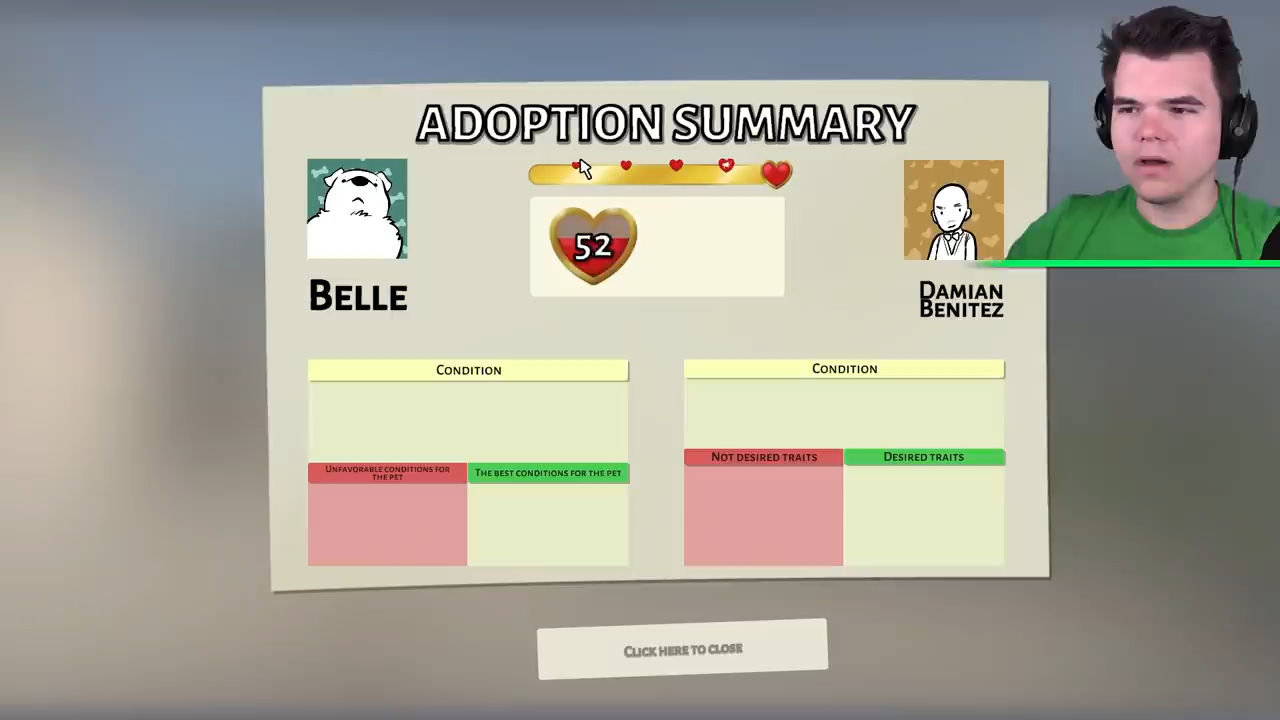 ADOPTION SUMMARY
52
BELLE
DAMIAN
BENITEZ
CONDITION
CONDITION
UNFAVORABLE CONDITIONS FOR
THE PET
THE BEST CONDITIONS FOR THE PET
NOT DESIRED TRAITS
DESIRED TRAITS
CLICK HERE TO CLOSE